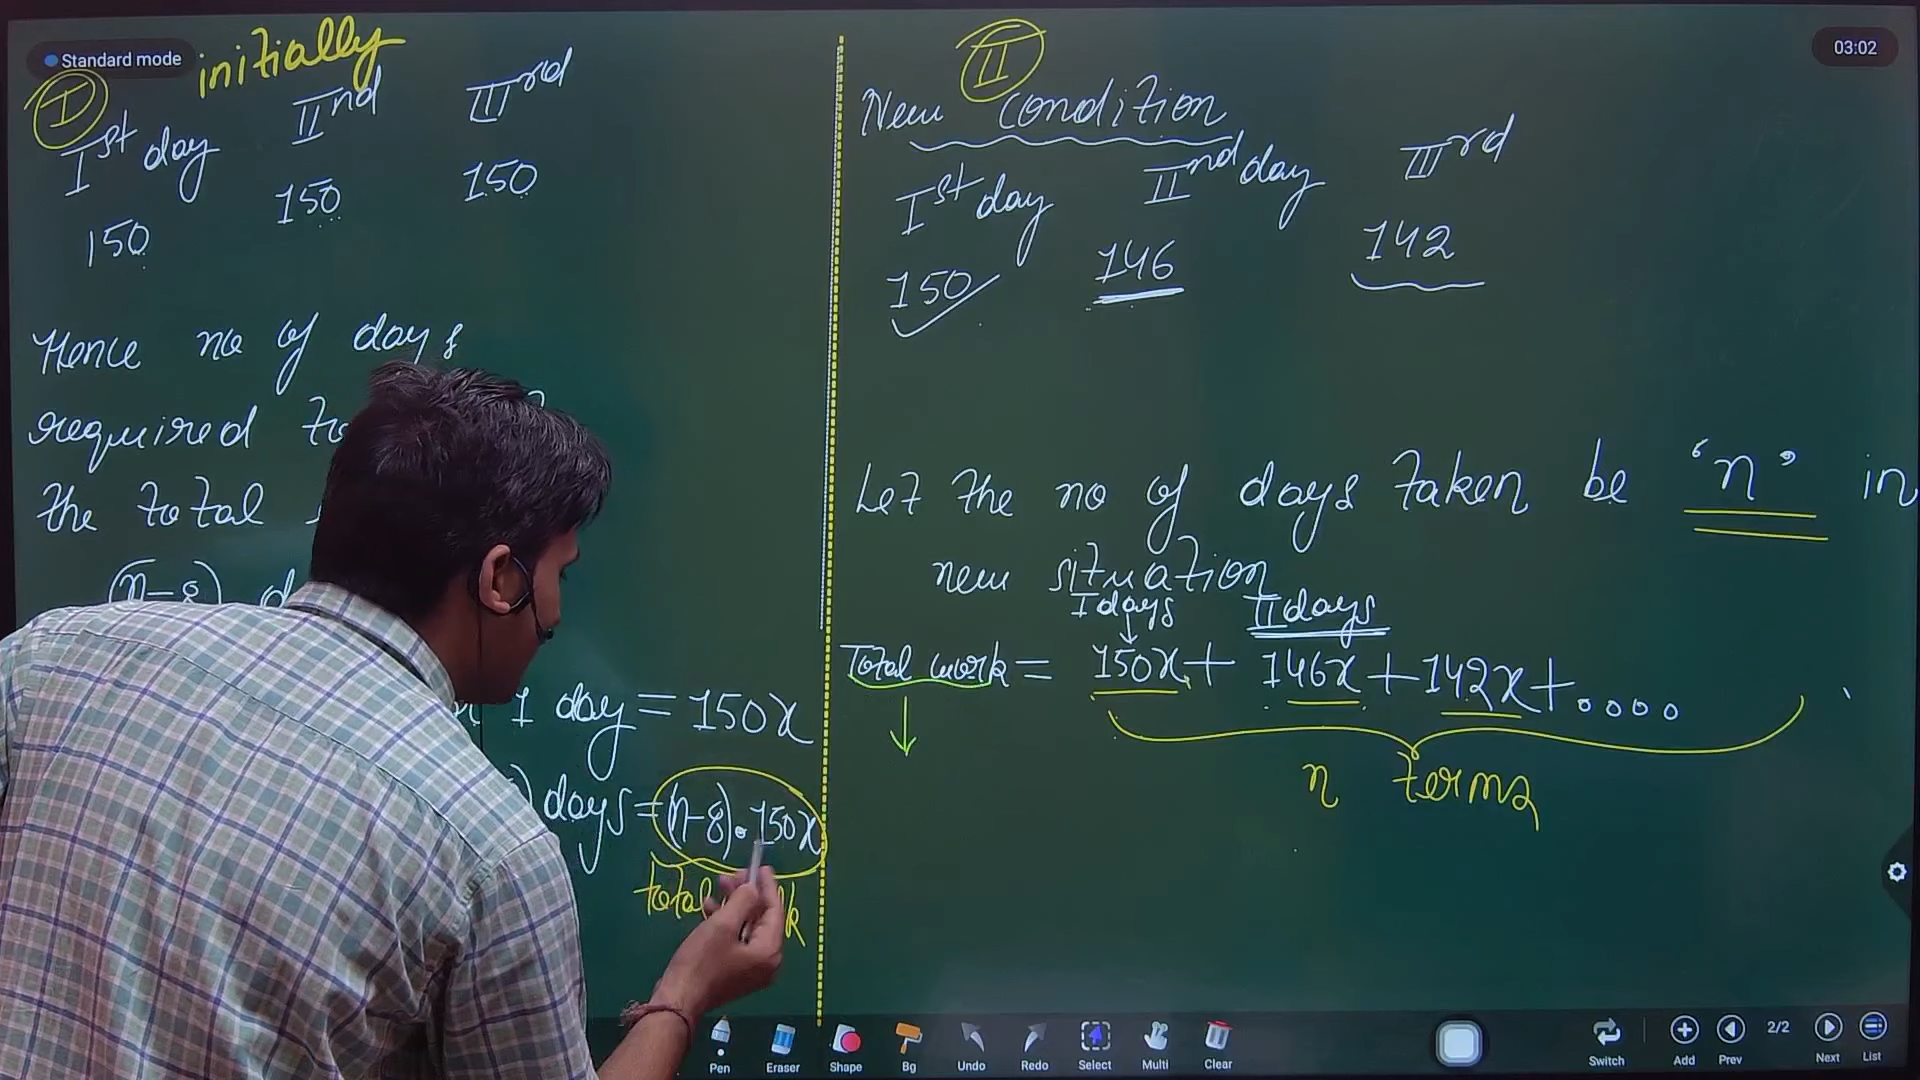 Standard mode
I initially
Ist day IInd IIIrd
150 150 150
Hence no of days
required
the total
(n-8)
1 day = 150x
days = (n-8).150x
total
03:02
II
New condition
Ist day IInd day IIIrd
150 146 142
Let the no of days taken be 'n' in
new situation
I days II days
Total work = 150x + 146x + 142x + ....
n terms
Pen Eraser Shape Bg Undo Redo Select Multi Clear Switch Add Prev 2/2 Next List